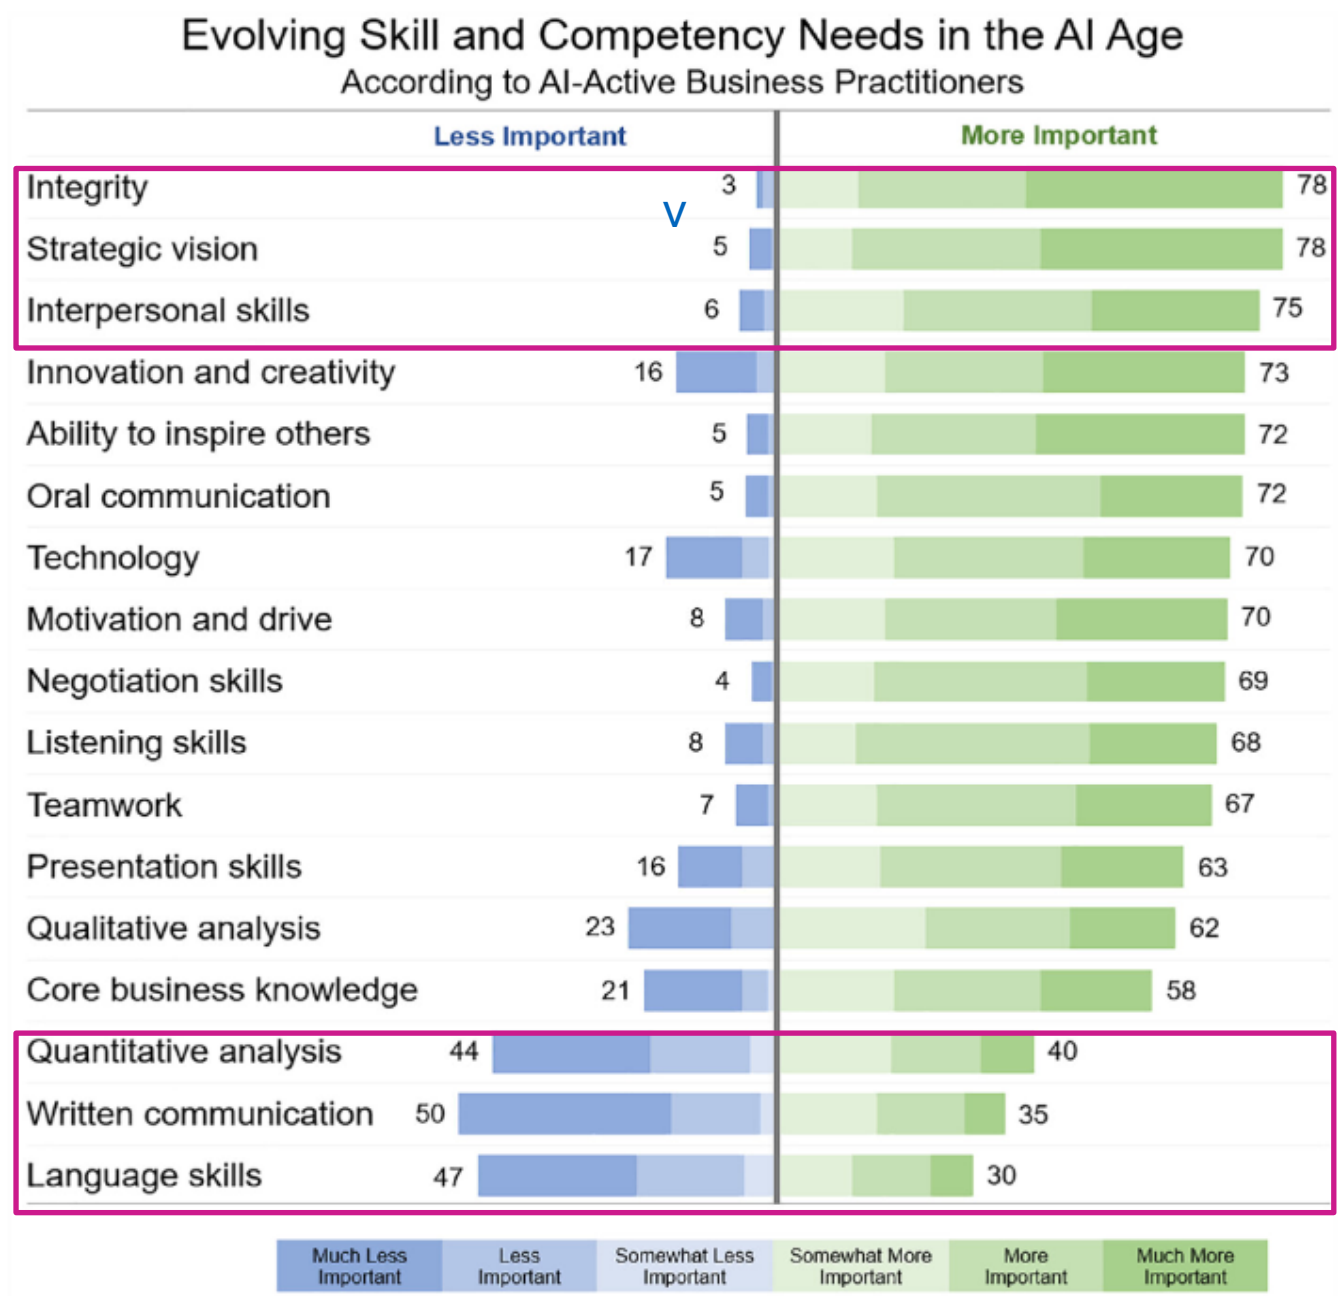 Evolving Skill and Competency Needs in the AI Age
According to AI-Active Business Practitioners
Less Important More Important
Integrity 3 78
V
Strategic vision 5 78
Interpersonal skills 6 75
Innovation and creativity 16 73
Ability to inspire others 5 72
Oral communication 5 72
Technology 17 70
Motivation and drive 8 70
Negotiation skills 4 69
Listening skills 8 68
Teamwork 7 67
Presentation skills 16 63
Qualitative analysis 23 62
Core business knowledge 21 58
Quantitative analysis 44 40
Written communication 50 35
Language skills 47 30
Much Less Important
Less Important
Somewhat Less Important
Somewhat More Important
More Important
Much More Important